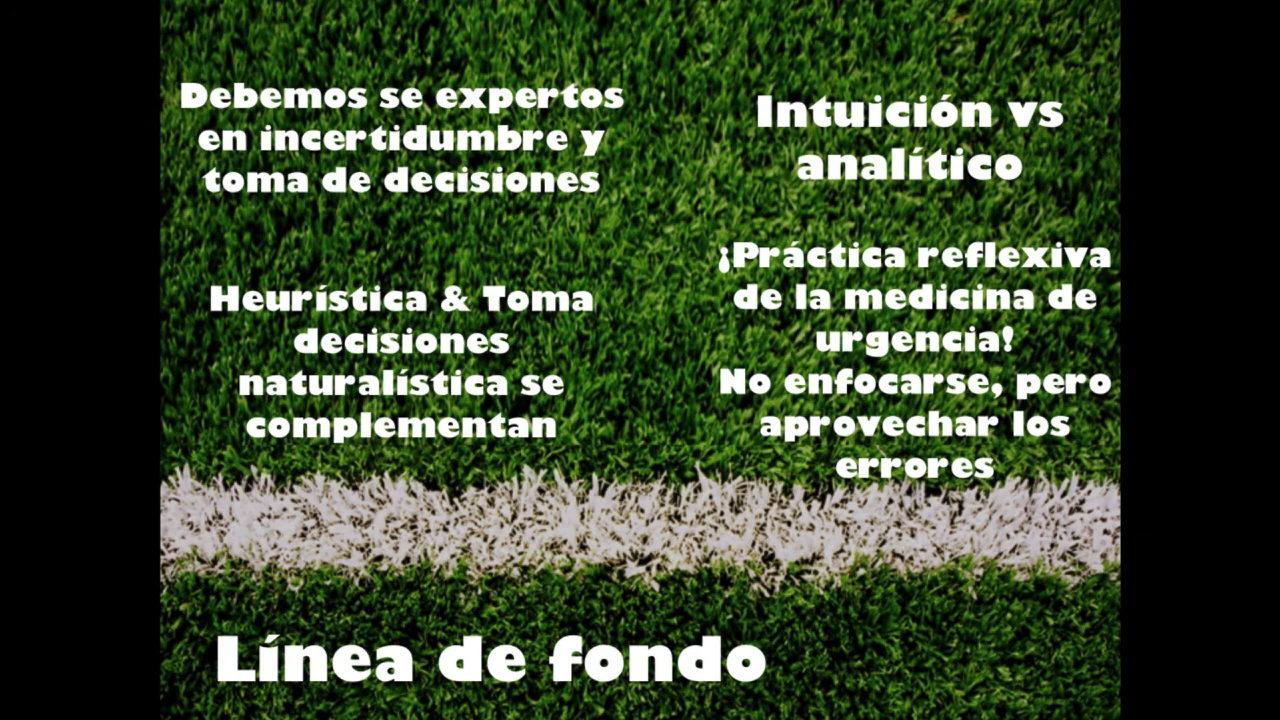 Debemos se expertos
en incertidumbre y
toma de decisiones
Heurística & Toma
decisiones
naturalística se
complementan
Intuición vs
analítico
¡Práctica reflexiva
de la medicina de
urgencia!
No enfocarse, pero
aprovechar los
errores
Línea de fondo